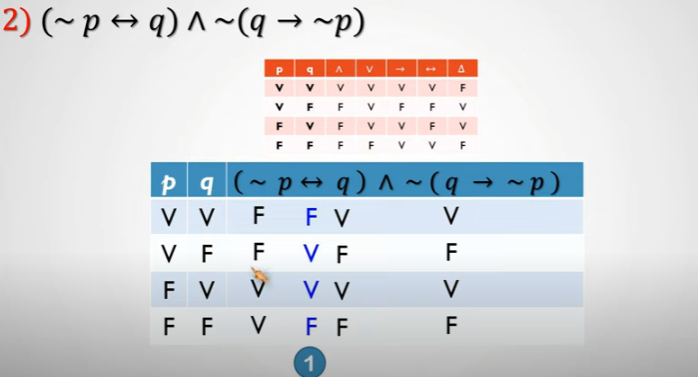 2) (~ p ↔ q) ∧ ~(q → ~p)
p q ∧ ∨ → ↔ Δ
V V V V V V F
V F F V F F V
F V F V V F V
F F F F V V F
p q (~ p ↔ q) ∧ ~(q → ~p)
V V F F V V
V F F V F F
F V V V V V
F F V F F F
1